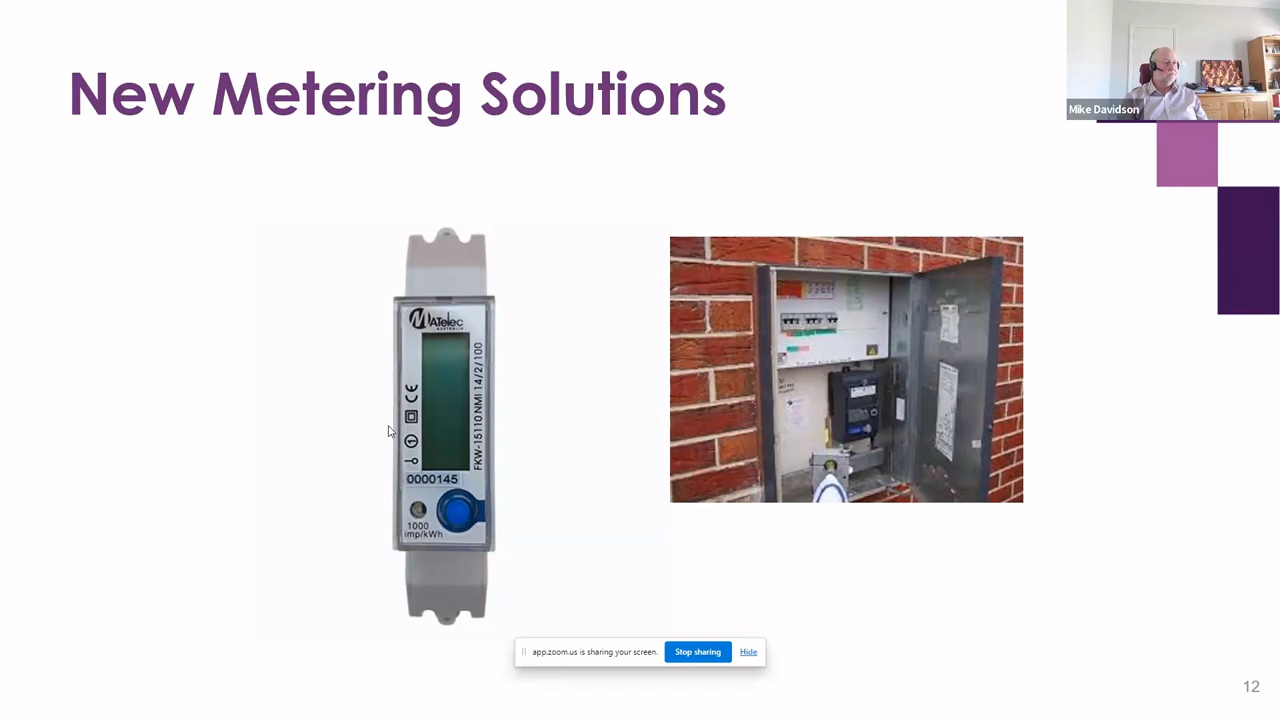 New Metering Solutions
Mike Davidson
MATelec
AUSTRALIA
FKW-15110 NMI 14/2/100
CE
0000145
1000
imp/kWh
app.zoom.us is sharing your screen.
Stop sharing
Hide
12